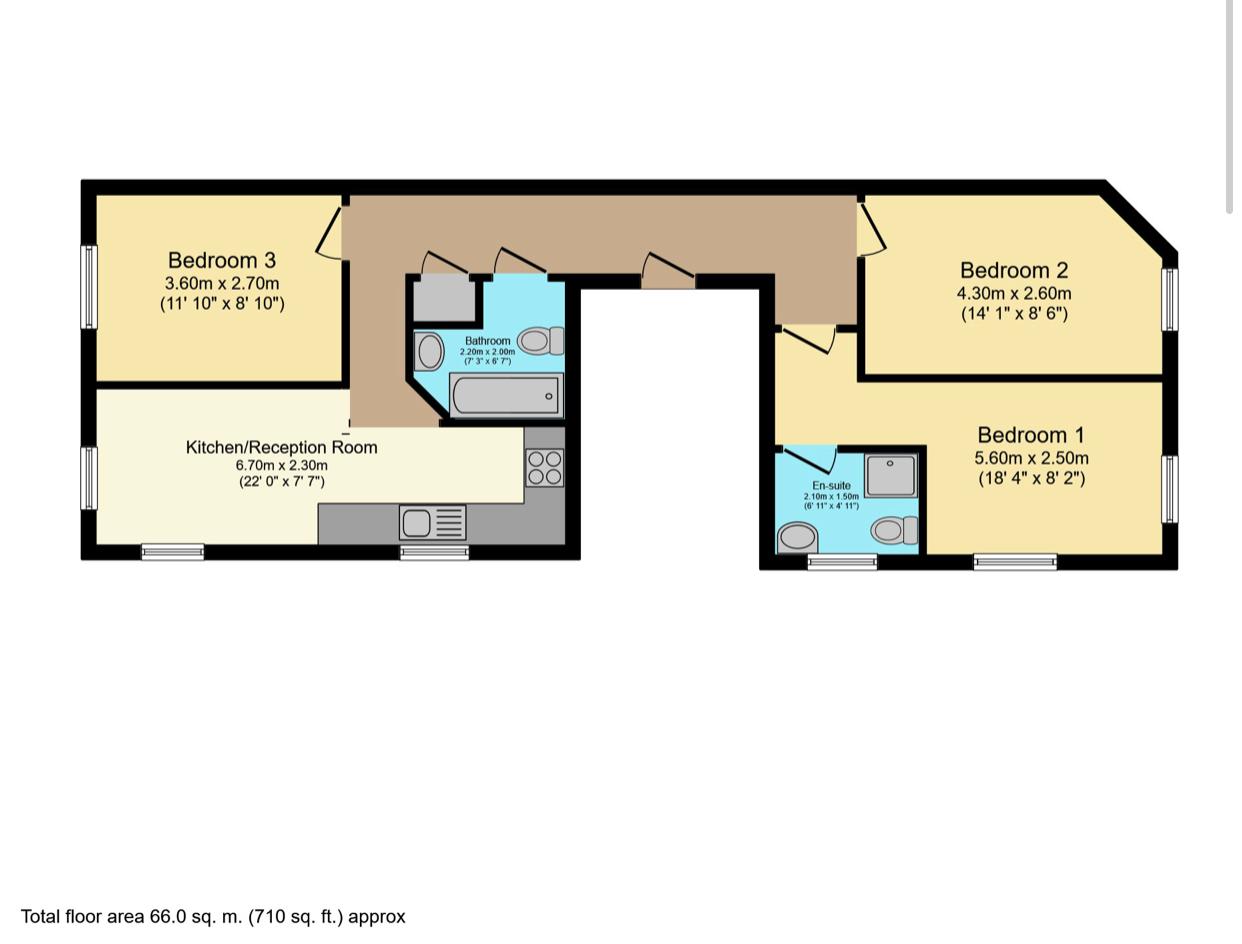 Bedroom 3
3.60m x 2.70m
(11' 10" x 8' 10")
Bedroom 2
4.30m x 2.60m
(14' 1" x 8' 6")
Bathroom
2.20m x 2.00m
(7' 3" x 6' 7")
Kitchen/Reception Room
6.70m x 2.30m
(22' 0" x 7' 7")
Bedroom 1
5.60m x 2.50m
(18' 4" x 8' 2")
En-suite
2.10m x 1.50m
(6' 11" x 4' 11")
Total floor area 66.0 sq. m. (710 sq. ft.) approx